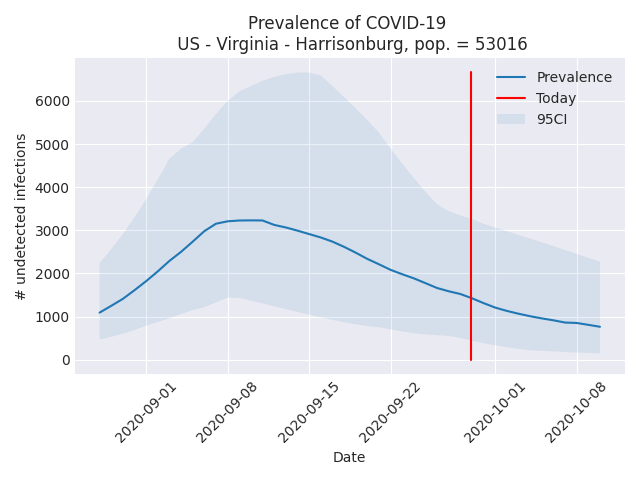 Prevalence of COVID-19
US - Virginia - Harrisonburg, pop. = 53016
Prevalence
Today
95CI
# undetected infections
6000
5000
4000
3000
2000
1000
0
2020-09-01
2020-09-08
2020-09-15
2020-09-22
2020-10-01
2020-10-08
Date